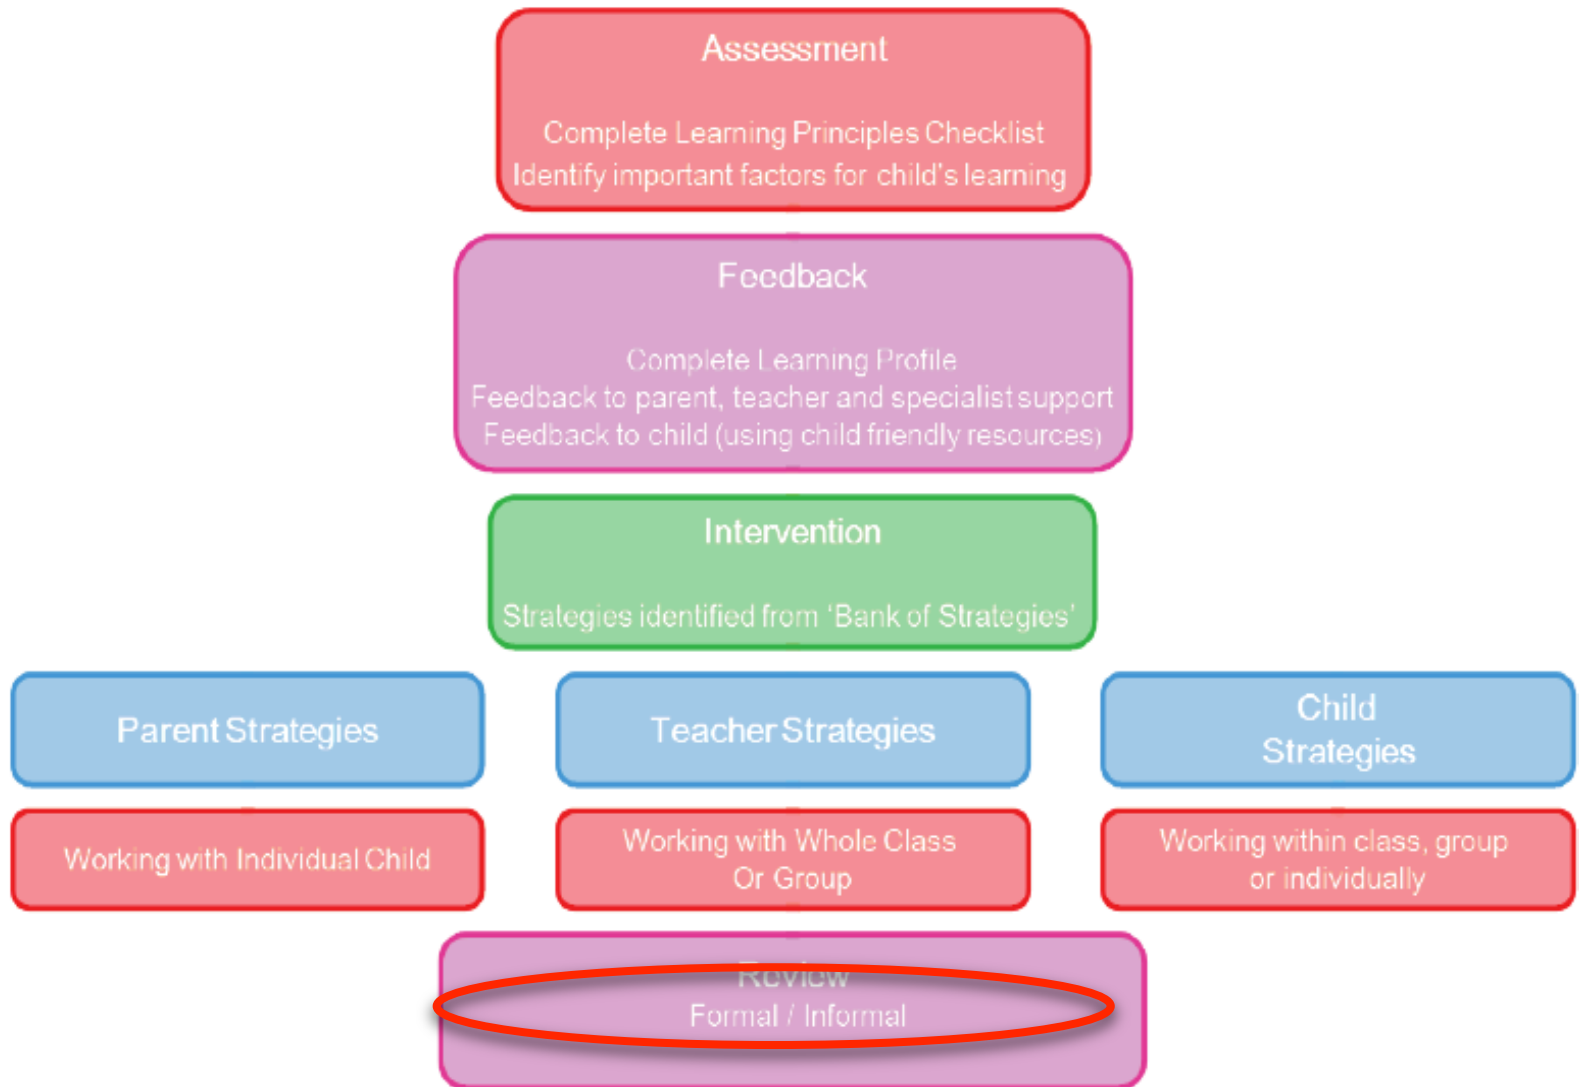 Assessment
Complete Learning Principles Checklist
Identify important factors for child's learning
Feedback
Complete Learning Profile
Feedback to parent, teacher and specialist support
Feedback to child (using child friendly resources)
Intervention
Strategies identified from ‘Bank of Strategies’
Parent Strategies
Teacher Strategies
Child
Strategies
Working with Individual Child
Working with Whole Class
Or Group
Working within class, group
or individually
Review
Formal / Informal